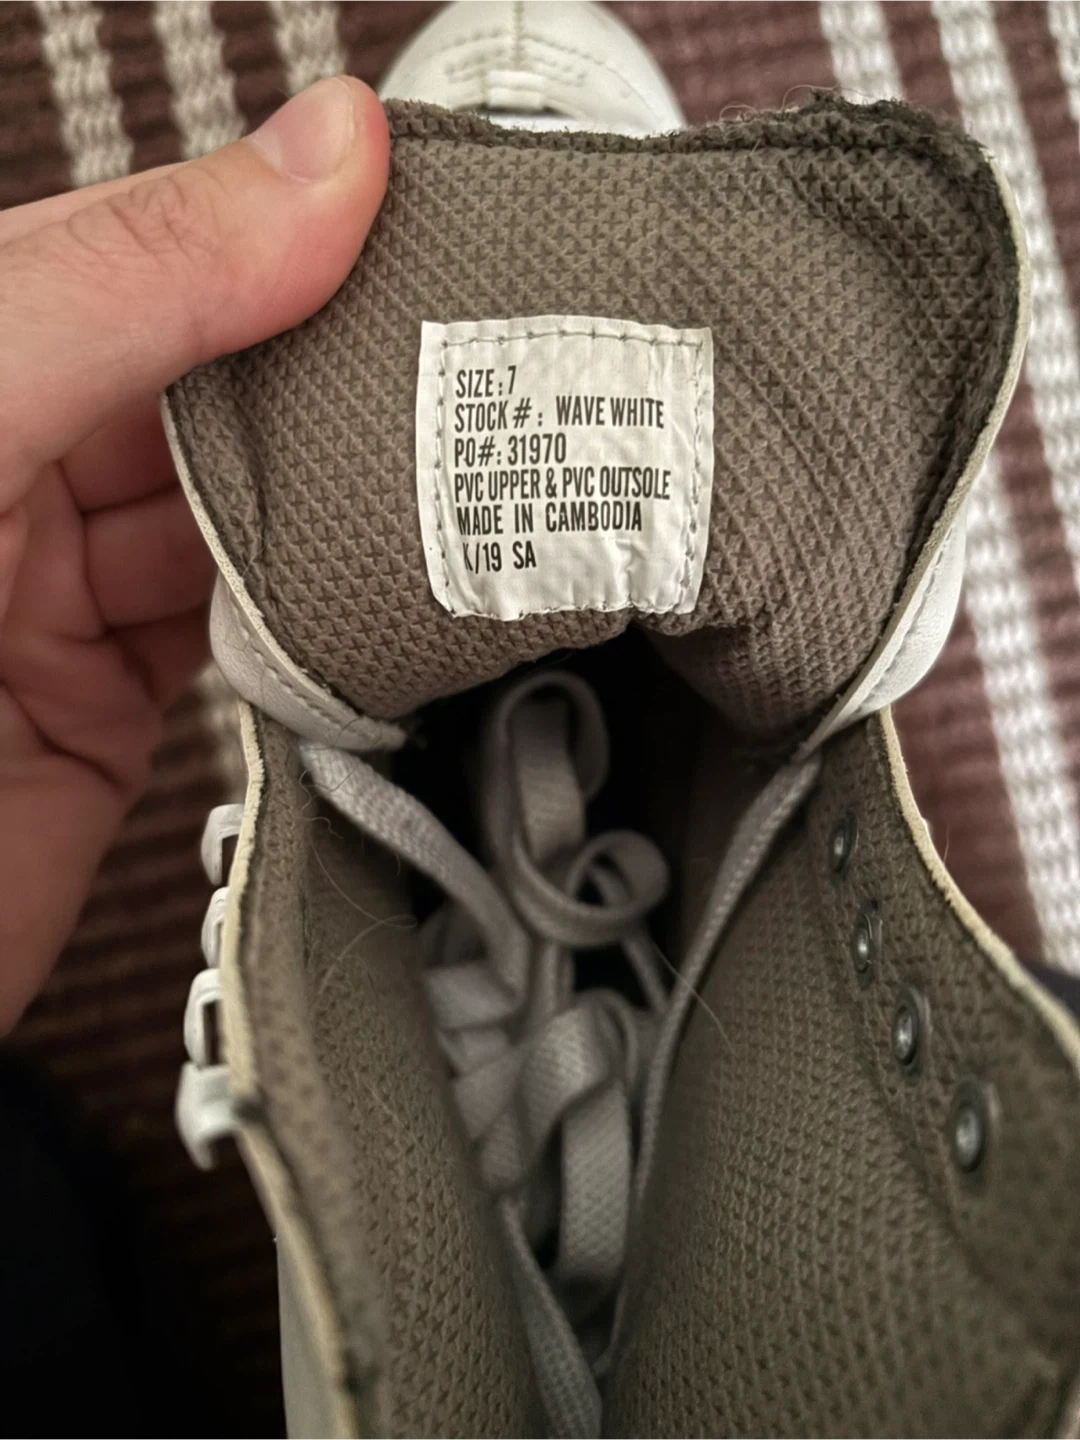 SIZE: 7
STOCK #: WAVE WHITE
PO#: 31970
PVC UPPER & PVC OUTSOLE
MADE IN CAMBODIA
K/19 SA